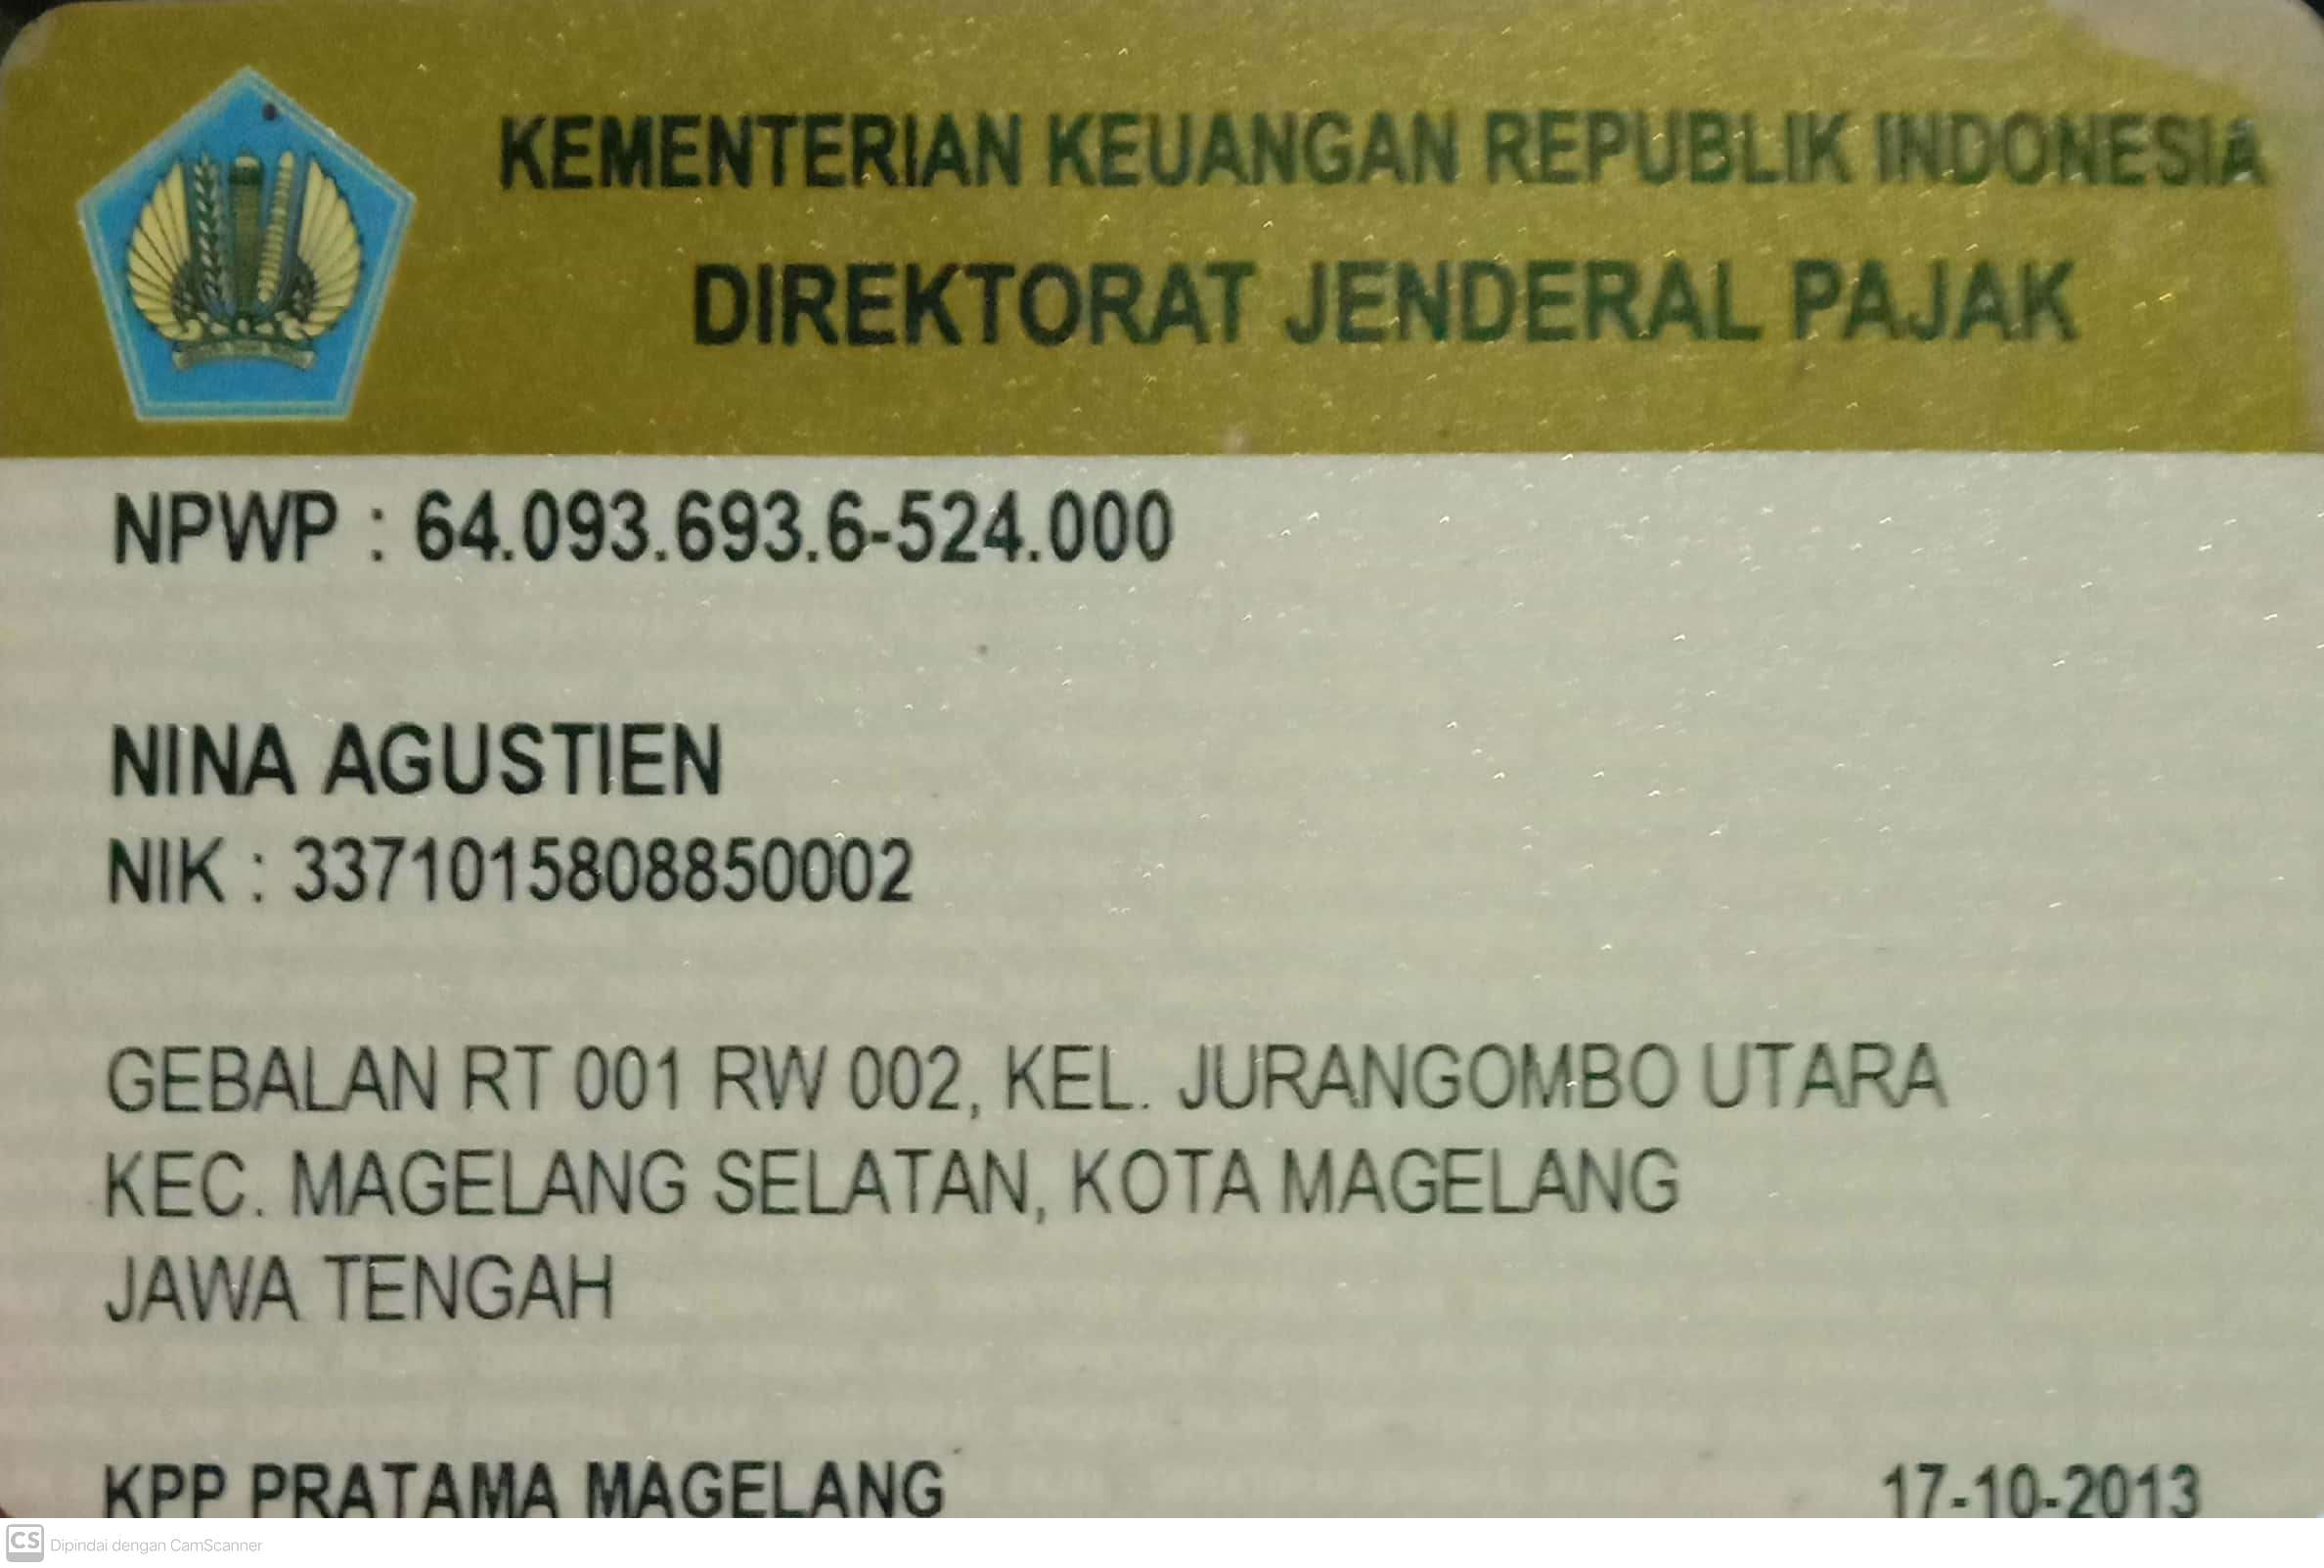 KEMENTERIAN KEUANGAN REPUBLIK INDONESIA
DIREKTORAT JENDERAL PAJAK
NPWP : 64.093.693.6-524.000
NINA AGUSTIEN
NIK : 3371015808850002
GEBALAN RT 001 RW 002, KEL. JURANGOMBO UTARA
KEC. MAGELANG SELATAN, KOTA MAGELANG
JAWA TENGAH
KPP PRATAMA MAGELANG 17-10-2013
CS Dipindai dengan CamScanner